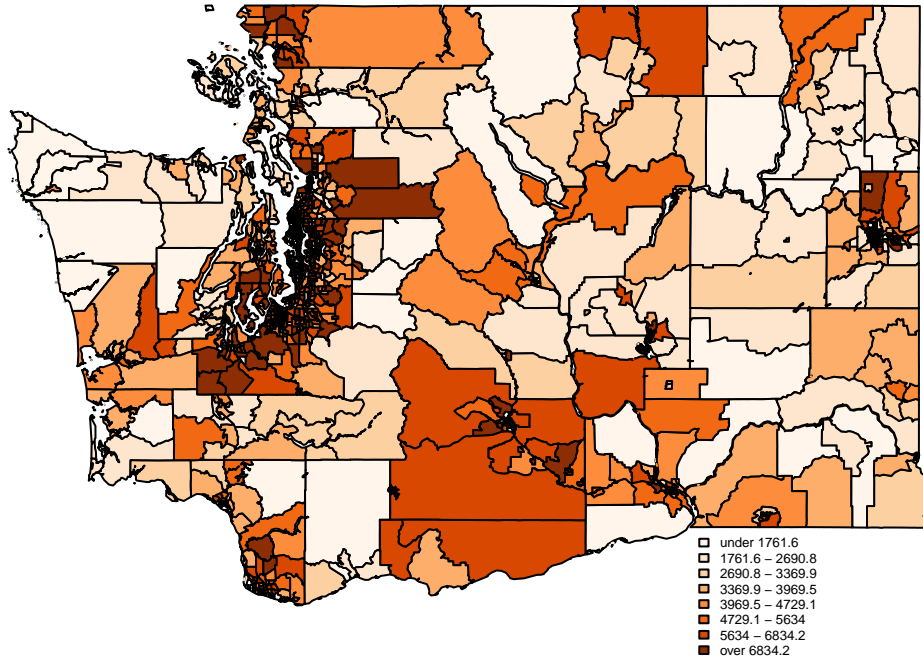 under 1761.6
1761.6 – 2690.8
2690.8 – 3369.9
3369.9 – 3969.5
3969.5 – 4729.1
4729.1 – 5634
5634 – 6834.2
over 6834.2